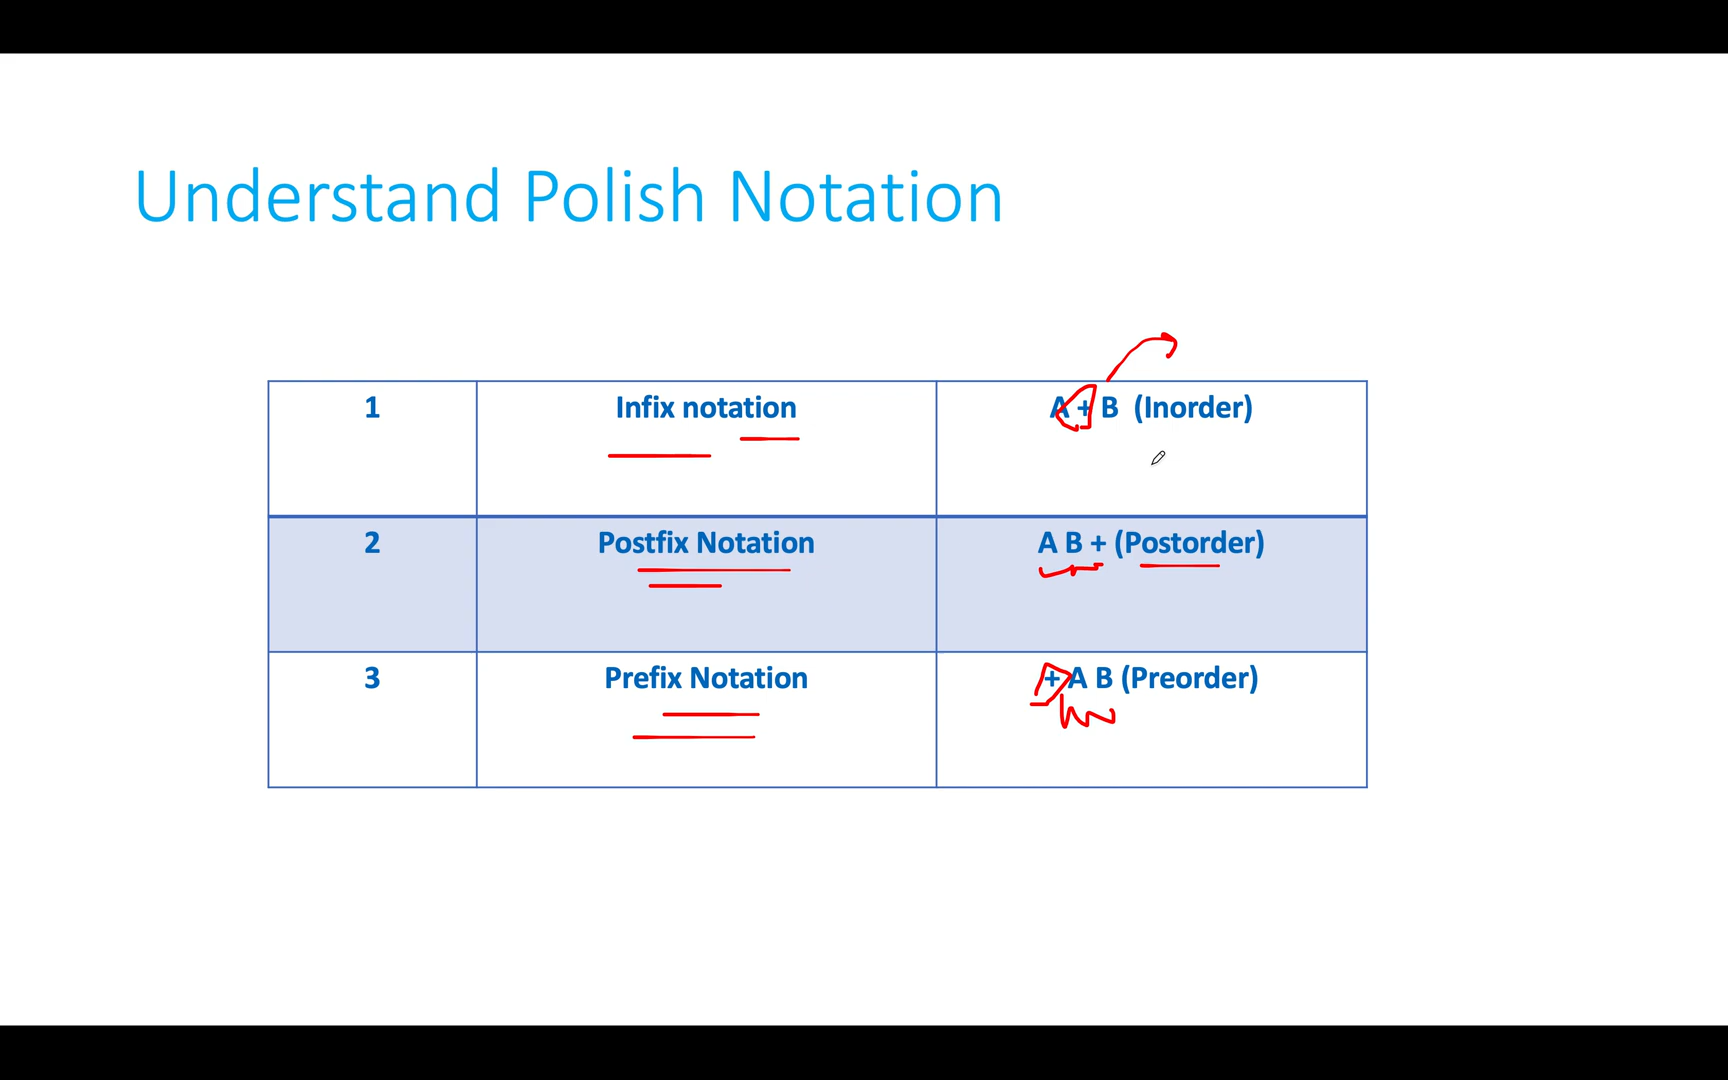 Understand Polish Notation
1 Infix notation A + B (Inorder)
2 Postfix Notation A B + (Postorder)
3 Prefix Notation + A B (Preorder)